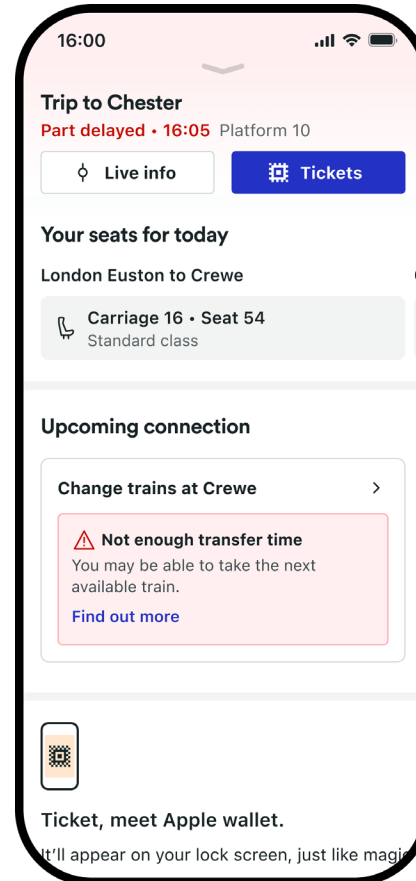 16:00
Trip to Chester
Part delayed • 16:05 Platform 10
Live info
Tickets
Your seats for today
London Euston to Crewe
Carriage 16 • Seat 54
Standard class
Upcoming connection
Change trains at Crewe
Not enough transfer time
You may be able to take the next
available train.
Find out more
Ticket, meet Apple wallet.
It'll appear on your lock screen, just like magic